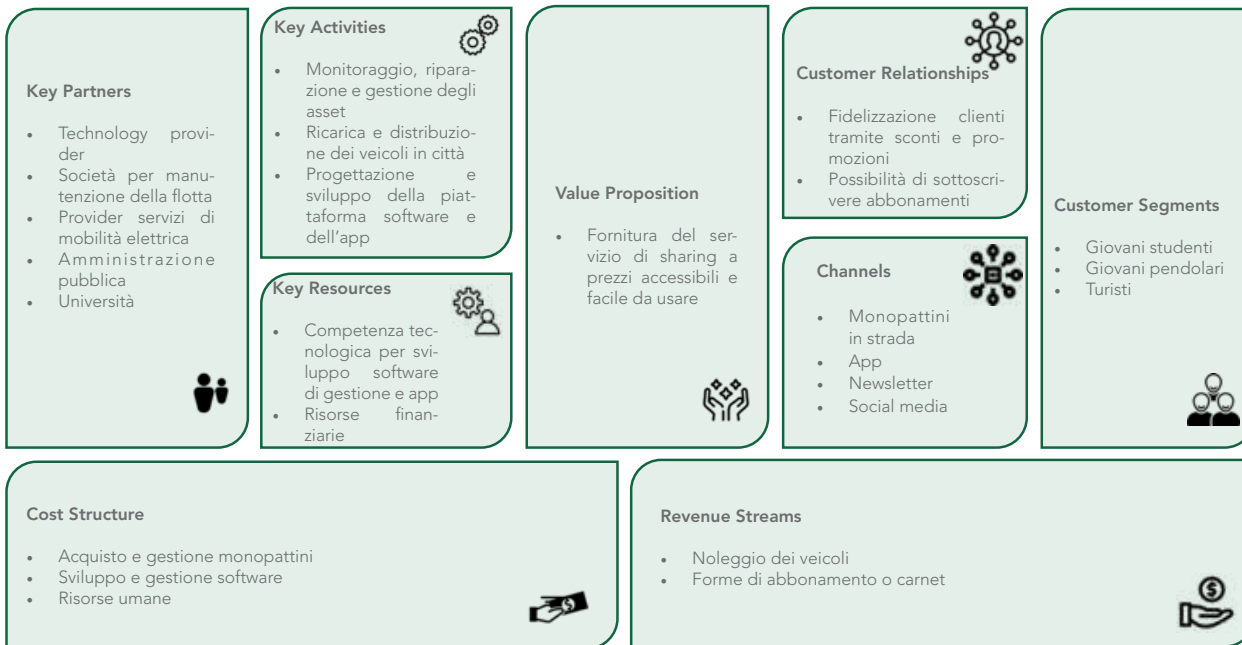 Key Partners
• Technology provi-
der
• Società per manu-
tenzione della flotta
• Provider servizi di
mobilità elettrica
• Amministrazione
pubblica
• Università
Key Activities
• Monitoraggio, ripara-
zione e gestione degli
asset
• Ricarica e distribuzio-
ne dei veicoli in città
• Progettazione e
sviluppo della piat-
taforma software e
dell'app
Key Resources
• Competenza tec-
nologica per svi-
luppo software
di gestione e app
• Risorse finan-
ziarie
Value Proposition
• Fornitura del ser-
vizio di sharing a
prezzi accessibili e
facile da usare
Customer Relationships
• Fidelizzazione clienti
tramite sconti e pro-
mozioni
• Possibilità di sottoscri-
vere abbonamenti
Channels
• Monopattini
in strada
• App
• Newsletter
• Social media
Customer Segments
• Giovani studenti
• Giovani pendolari
• Turisti
Cost Structure
• Acquisto e gestione monopattini
• Sviluppo e gestione software
• Risorse umane
Revenue Streams
• Noleggio dei veicoli
• Forme di abbonamento o carnet